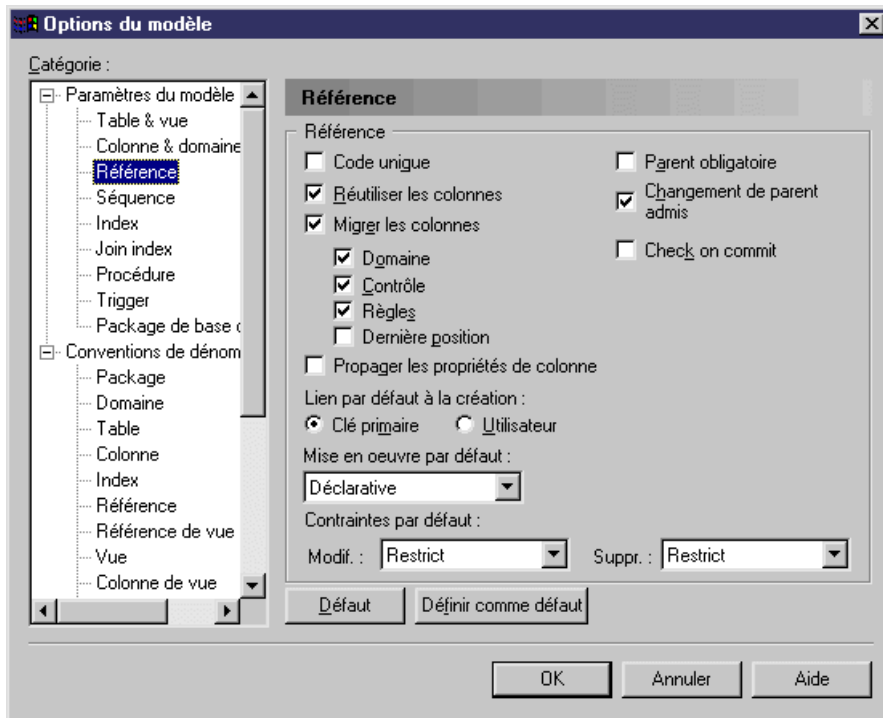 Options du modèle
Catégorie :
Paramètres du modèle
Table & vue
Colonne & domaine
Référence
Séquence
Index
Join index
Procédure
Trigger
Package de base
Conventions de dénom
Package
Domaine
Table
Colonne
Index
Référence
Référence de vue
Vue
Colonne de vue
Référence
Référence
Code unique
Parent obligatoire
Réutiliser les colonnes
Changement de parent
admis
Migrer les colonnes
Check on commit
Domaine
Contrôle
Règles
Dernière position
Propager les propriétés de colonne
Lien par défaut à la création :
Clé primaire Utilisateur
Mise en oeuvre par défaut :
Déclarative
Contraintes par défaut :
Modif. : Restrict Suppr. : Restrict
Défaut Définir comme défaut
OK Annuler Aide